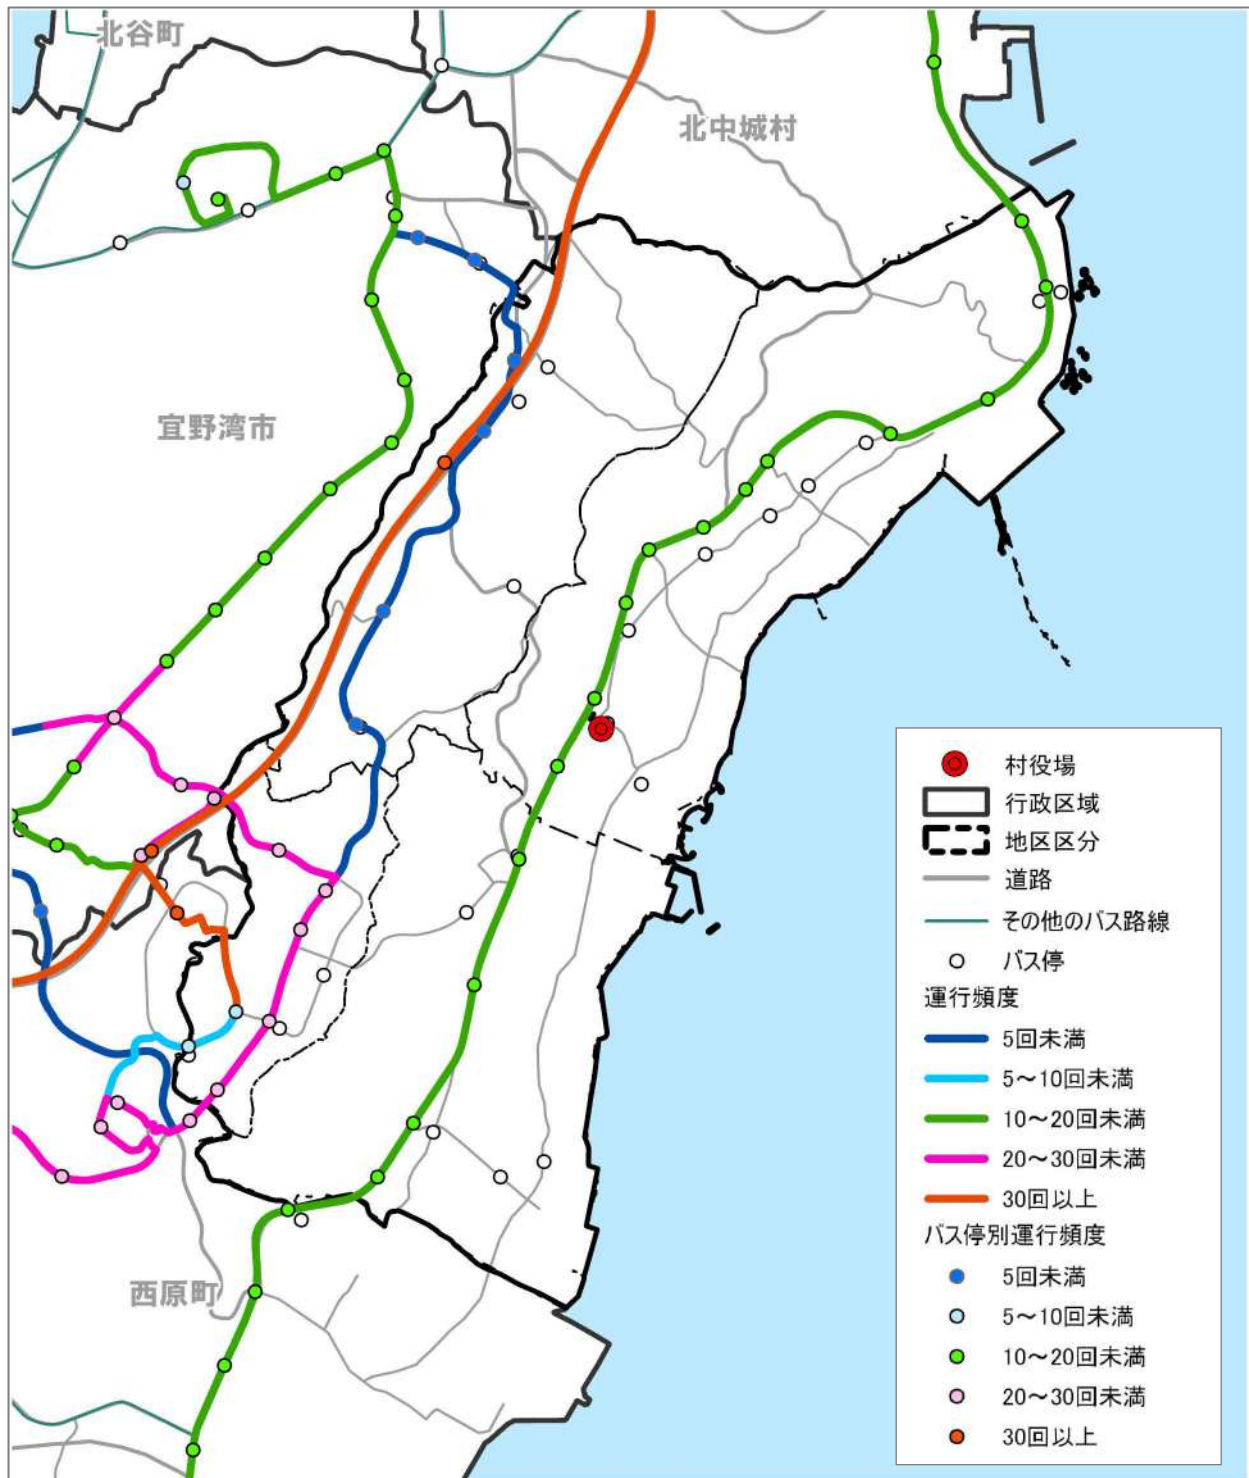 北谷町
北中城村
宜野湾市
西原町
村役場
行政区域
地区区分
道路
その他のバス路線
バス停
運行頻度
5回未満
5～10回未満
10～20回未満
20～30回未満
30回以上
バス停別運行頻度
5回未満
5～10回未満
10～20回未満
20～30回未満
30回以上